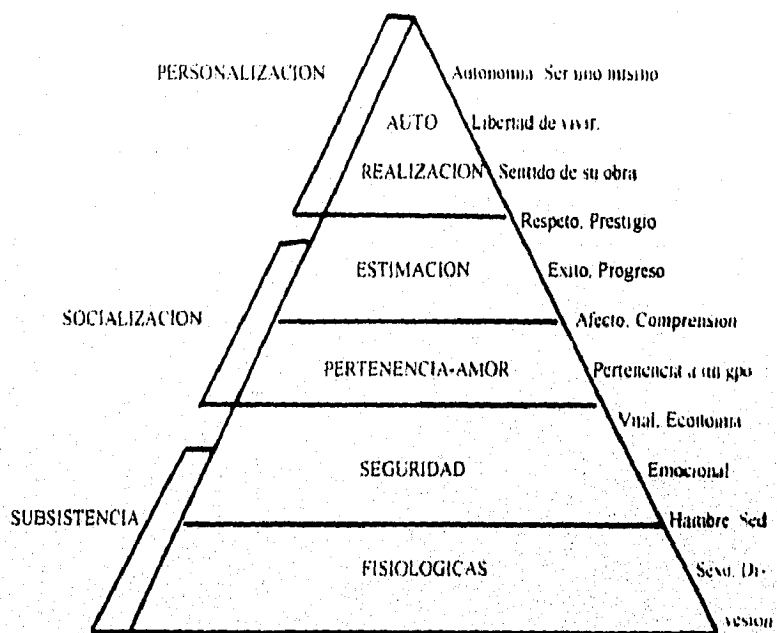 PERSONALIZACION Autonomia Ser uno mismo
AUTO Libertad de vivir.
REALIZACION Sentido de su obra
Respeto, Prestigio
ESTIMACION Exito, Progreso
SOCIALIZACION Afecto, Comprension
PERTENENCIA-AMOR Pertenencia a un gpo
Vital, Economia
SEGURIDAD Emocional
SUBSISTENCIA Hambre Sed
FISIOLOGICAS Sexo, Di-
vesion